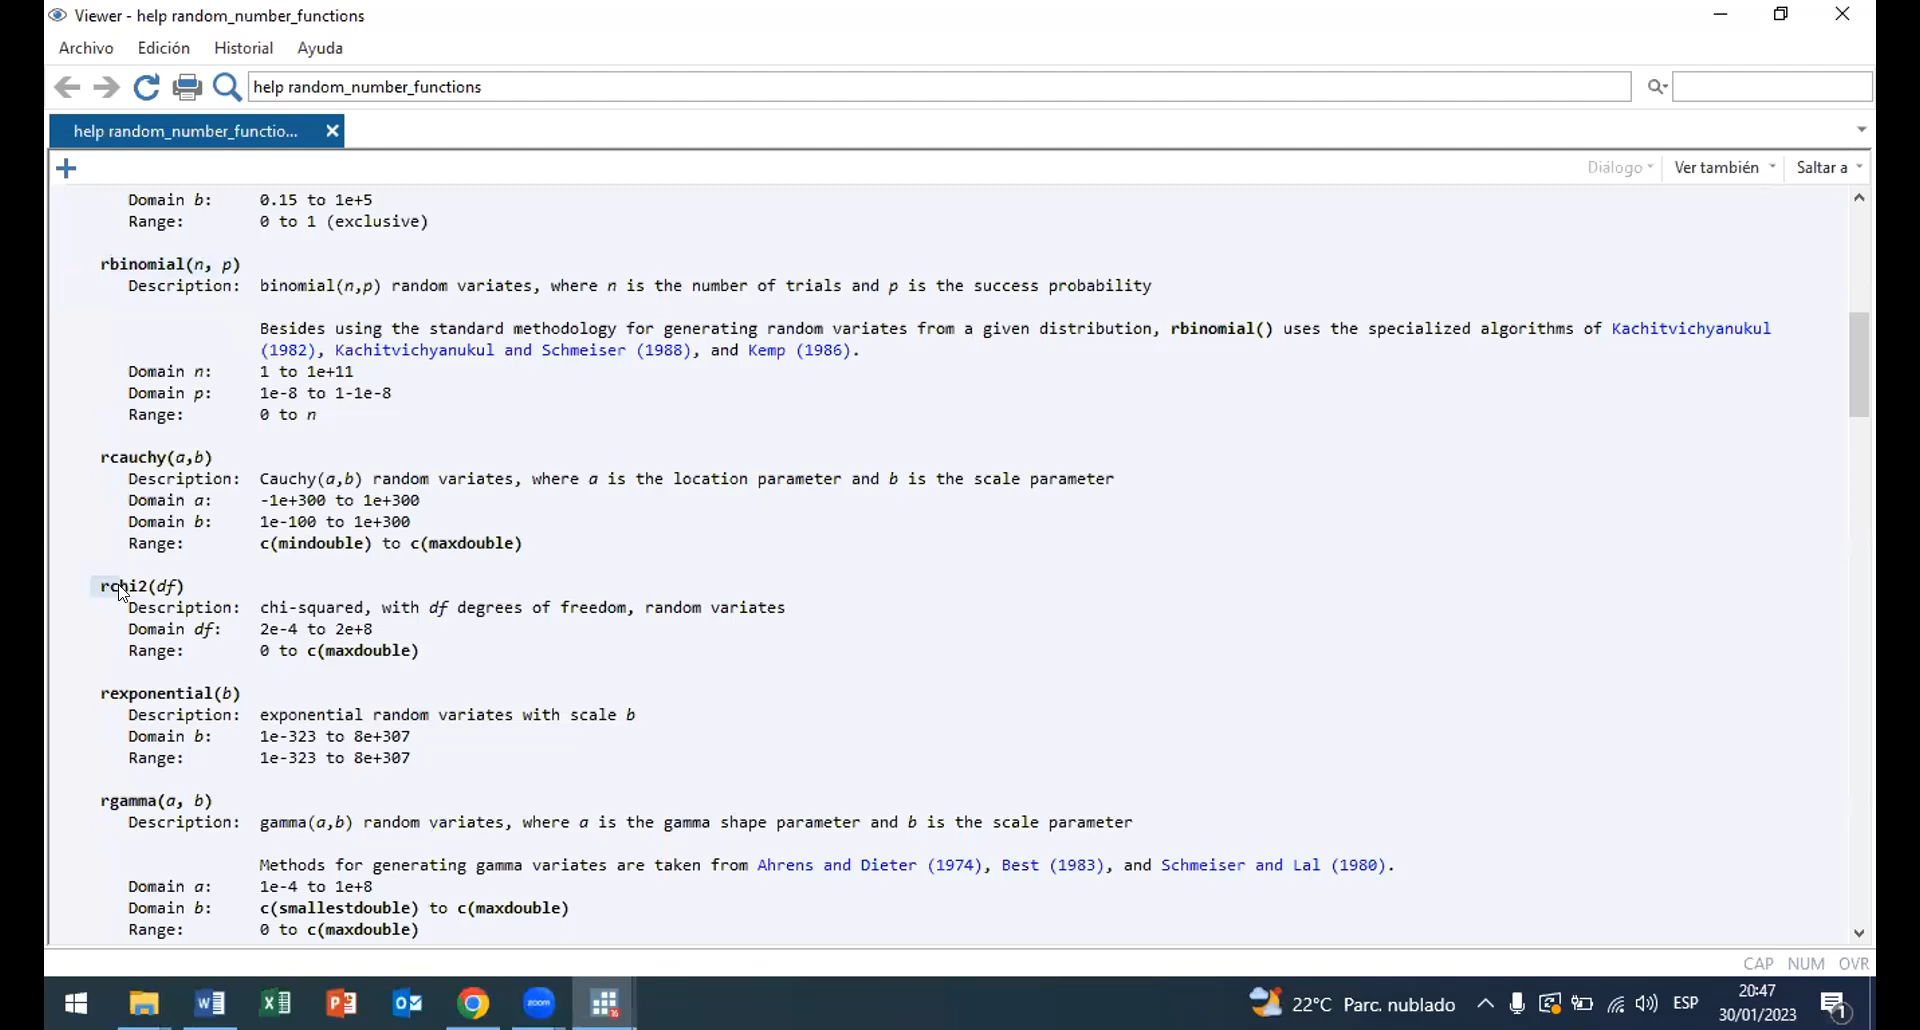 Viewer - help random_number_functions
Archivo Edición Historial Ayuda
help random_number_functions
help random_number_functio...
Diálogo Ver también Saltar a
Domain b: 0.15 to 1e+5
Range: 0 to 1 (exclusive)
rbinomial(n, p)
Description: binomial(n,p) random variates, where n is the number of trials and p is the success probability
Besides using the standard methodology for generating random variates from a given distribution, rbinomial() uses the specialized algorithms of Kachitvichyanukul
(1982), Kachitvichyanukul and Schmeiser (1988), and Kemp (1986).
Domain n: 1 to 1e+11
Domain p: 1e-8 to 1-1e-8
Range: 0 to n
rcauchy(a,b)
Description: Cauchy(a,b) random variates, where a is the location parameter and b is the scale parameter
Domain a: -1e+300 to 1e+300
Domain b: 1e-100 to 1e+300
Range: c(mindouble) to c(maxdouble)
rchi2(df)
Description: chi-squared, with df degrees of freedom, random variates
Domain df: 2e-4 to 2e+8
Range: 0 to c(maxdouble)
rexponential(b)
Description: exponential random variates with scale b
Domain b: 1e-323 to 8e+307
Range: 1e-323 to 8e+307
rgamma(a, b)
Description: gamma(a,b) random variates, where a is the gamma shape parameter and b is the scale parameter
Methods for generating gamma variates are taken from Ahrens and Dieter (1974), Best (1983), and Schmeiser and Lal (1980).
Domain a: 1e-4 to 1e+8
Domain b: c(smallestdouble) to c(maxdouble)
Range: 0 to c(maxdouble)
CAP NUM OVR
zoom
16
22°C Parc. nublado ESP 20:47
30/01/2023
1